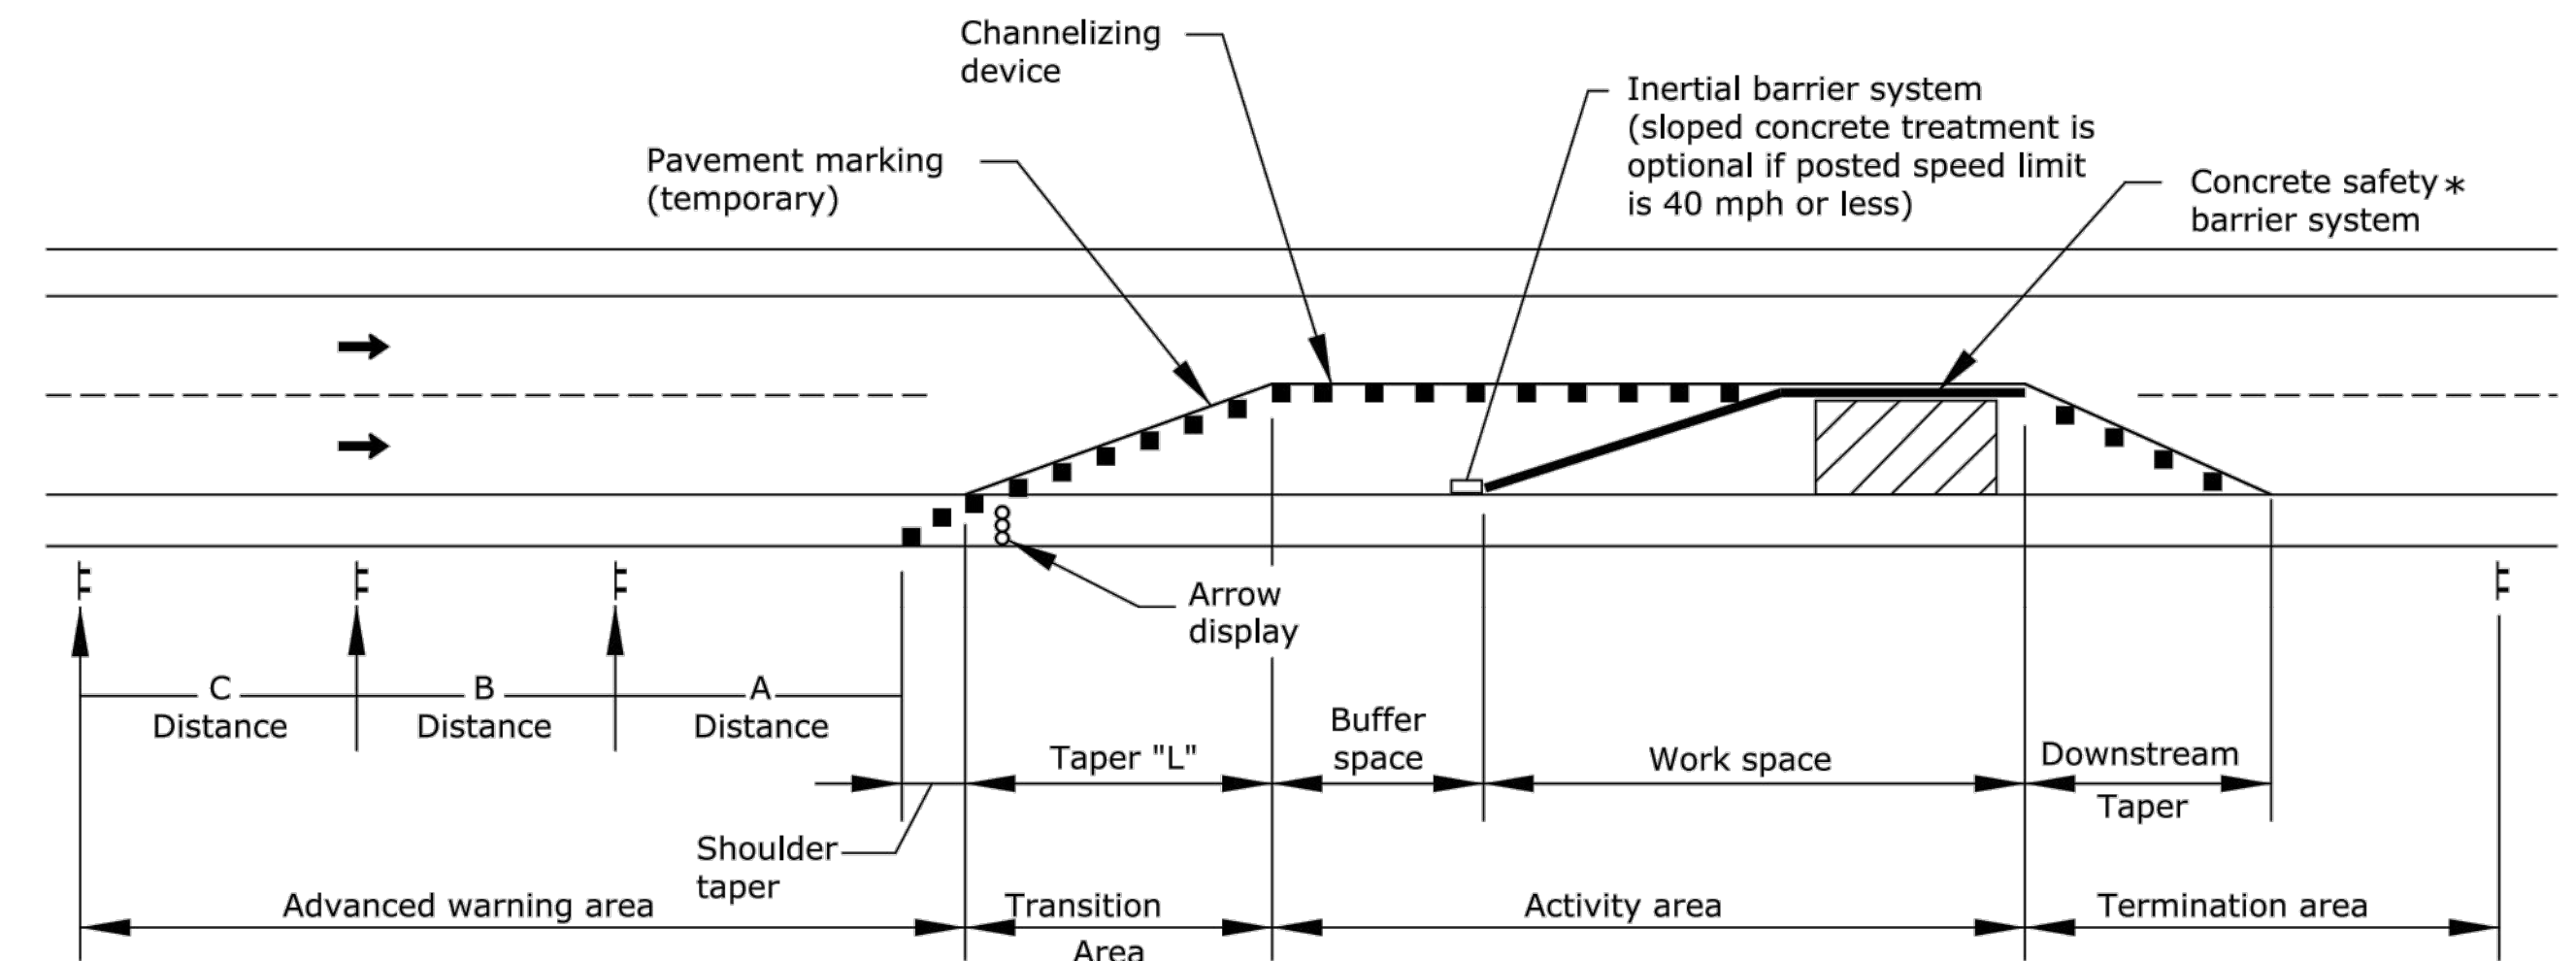 Channelizing
device
Inertial barrier system
(sloped concrete treatment is
optional if posted speed limit
is 40 mph or less)
Pavement marking
(temporary)
Concrete safety*
barrier system
Arrow
display
C
Distance
B
Distance
A
Distance
Shoulder
taper
Taper "L"
Buffer
space
Work space
Downstream
Taper
Advanced warning area
Transition
Area
Activity area
Termination area